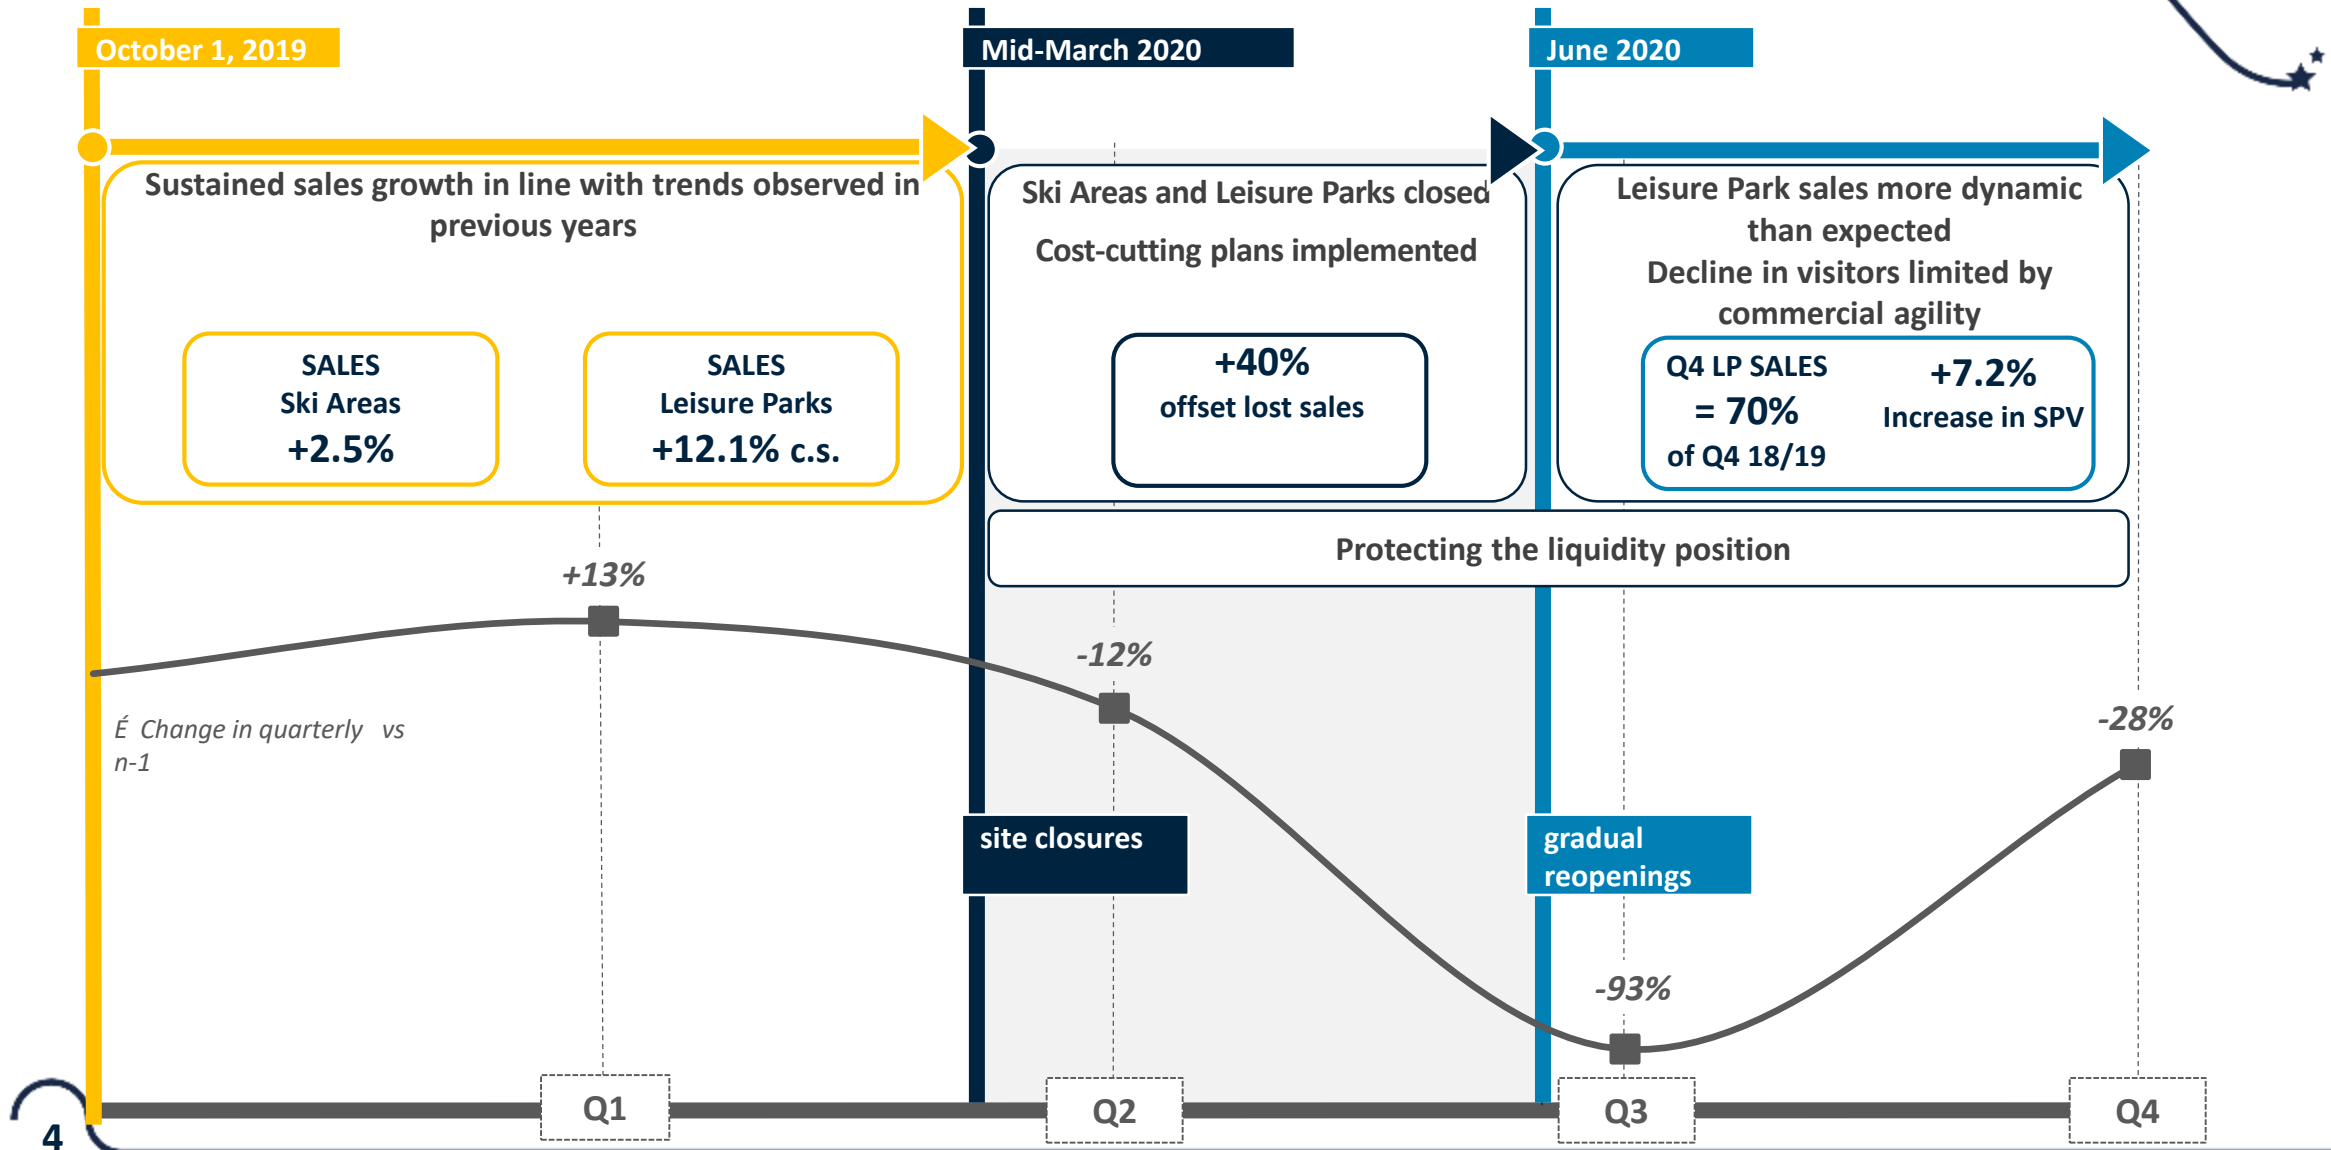 October 1, 2019
Mid-March 2020
June 2020
Sustained sales growth in line with trends observed in
previous years
SALES
Ski Areas
+2.5%
SALES
Leisure Parks
+12.1% c.s.
Ski Areas and Leisure Parks closed
Cost-cutting plans implemented
+40%
offset lost sales
Leisure Park sales more dynamic
than expected
Decline in visitors limited by
commercial agility
Q4 LP SALES
= 70%
of Q4 18/19
+7.2%
Increase in SPV
Protecting the liquidity position
+13%
-12%
-93%
-28%
É Change in quarterly vs
n-1
site closures
gradual
reopenings
Q1
Q2
Q3
Q4
4